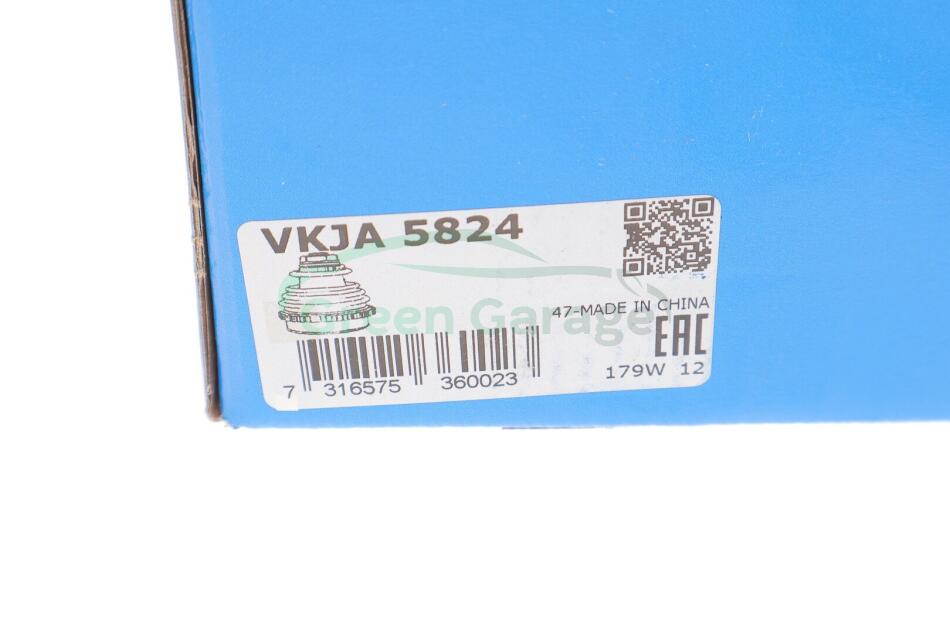 VKJA 5824
Green Garage
47-MADE IN CHINA
EAC
179W 12
7 316575 360023